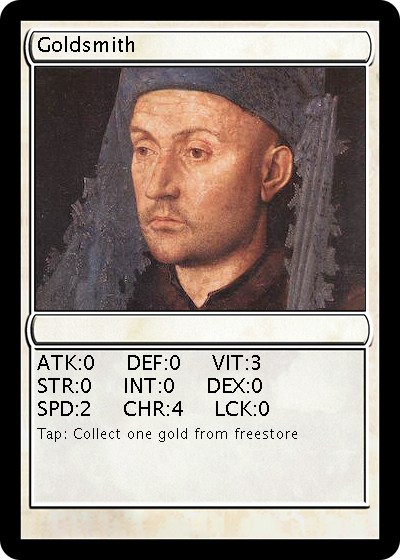 Goldsmith
ATK:0 DEF:0 VIT:3
STR:0 INT:0 DEX:0
SPD:2 CHR:4 LCK:0
Tap: Collect one gold from freestore